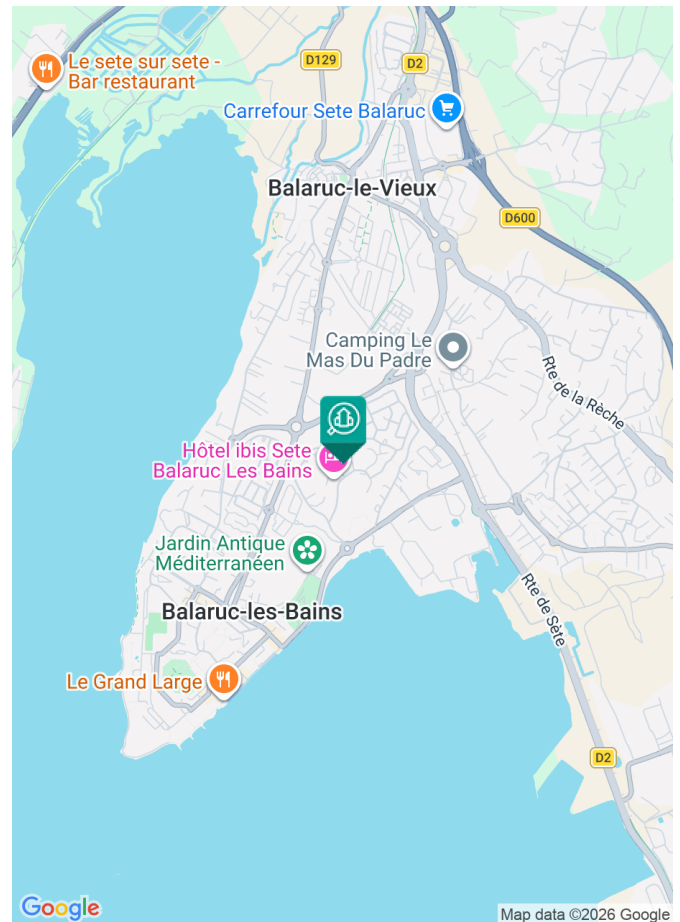 Le sete sur sete -
Bar restaurant
D129
D2
Carrefour Sete Balaruc
Balaruc-le-Vieux
D600
Camping Le
Mas Du Padre
Rte de la Rèche
Hôtel ibis Sete
Balaruc Les Bains
Jardin Antique
Méditerranéen
Balaruc-les-Bains
Rte de Sète
Le Grand Large
D2
Google
Map data ©2026 Google